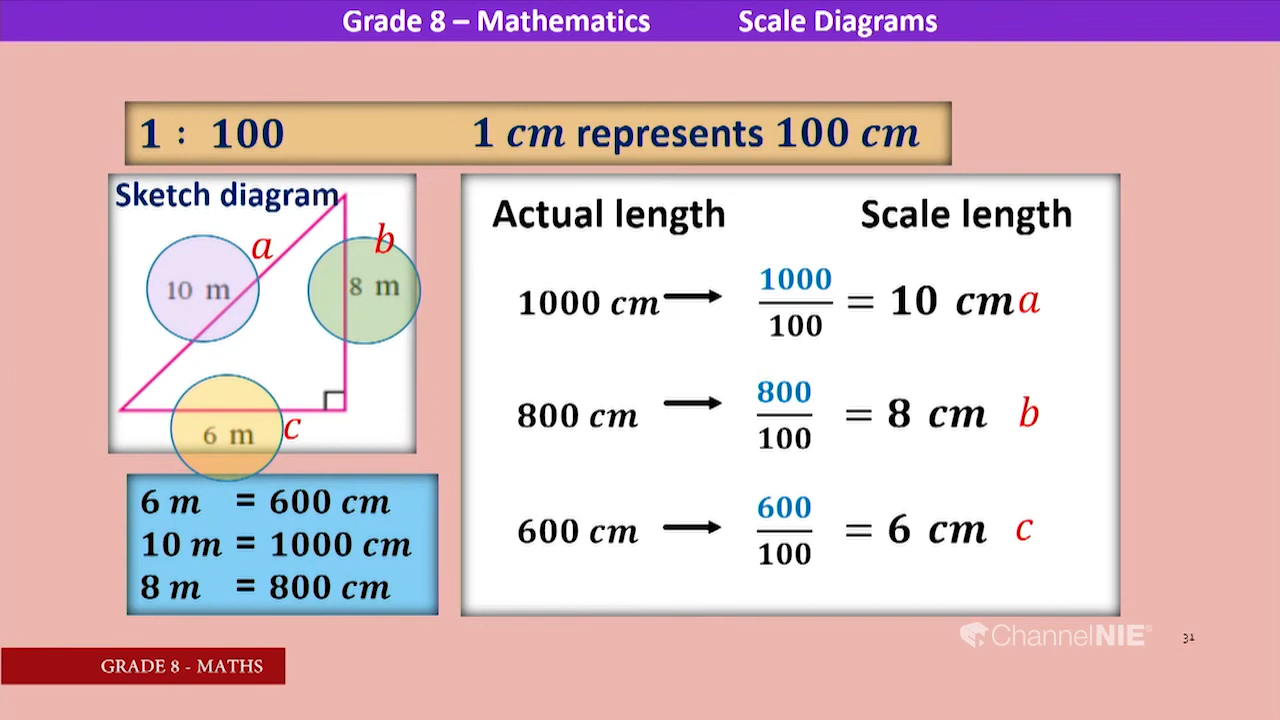 Grade 8 – Mathematics Scale Diagrams
1 : 100 1 cm represents 100 cm
Sketch diagram
a
b
10 m
8 m
6 m
c
6 m = 600 cm
10 m = 1000 cm
8 m = 800 cm
Actual length Scale length
1000 cm → 1000/100 = 10 cm a
800 cm → 800/100 = 8 cm b
600 cm → 600/100 = 6 cm c
ChannelNIE
31
GRADE 8 - MATHS